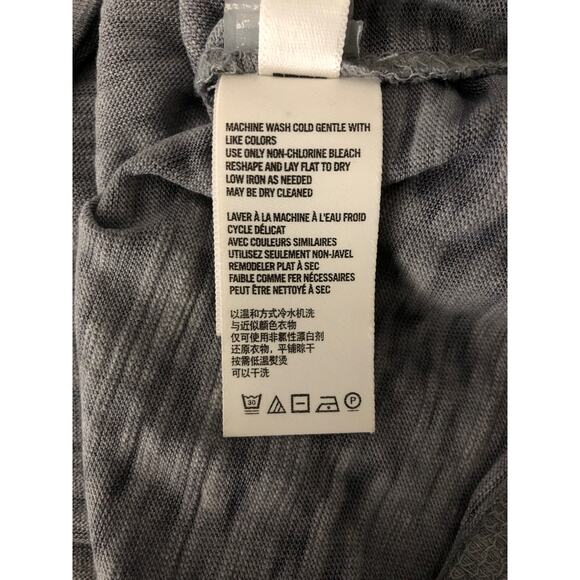 MACHINE WASH COLD GENTLE WITH
LIKE COLORS
USE ONLY NON-CHLORINE BLEACH
RESHAPE AND LAY FLAT TO DRY
LOW IRON AS NEEDED
MAY BE DRY CLEANED
LAVER À LA MACHINE À L'EAU FROID
CYCLE DÉLICAT
AVEC COULEURS SIMILAIRES
UTILISEZ SEULEMENT NON-JAVEL
REMODELER PLAT À SEC
FAIBLE COMME FER NÉCESSAIRES
PEUT ÊTRE NETTOYÉ À SEC
以温和方式冷水机洗
与近似颜色衣物
仅可使用非氯性漂白剂
还原衣物，平铺晾干
按需低温熨烫
可以干洗
30 P